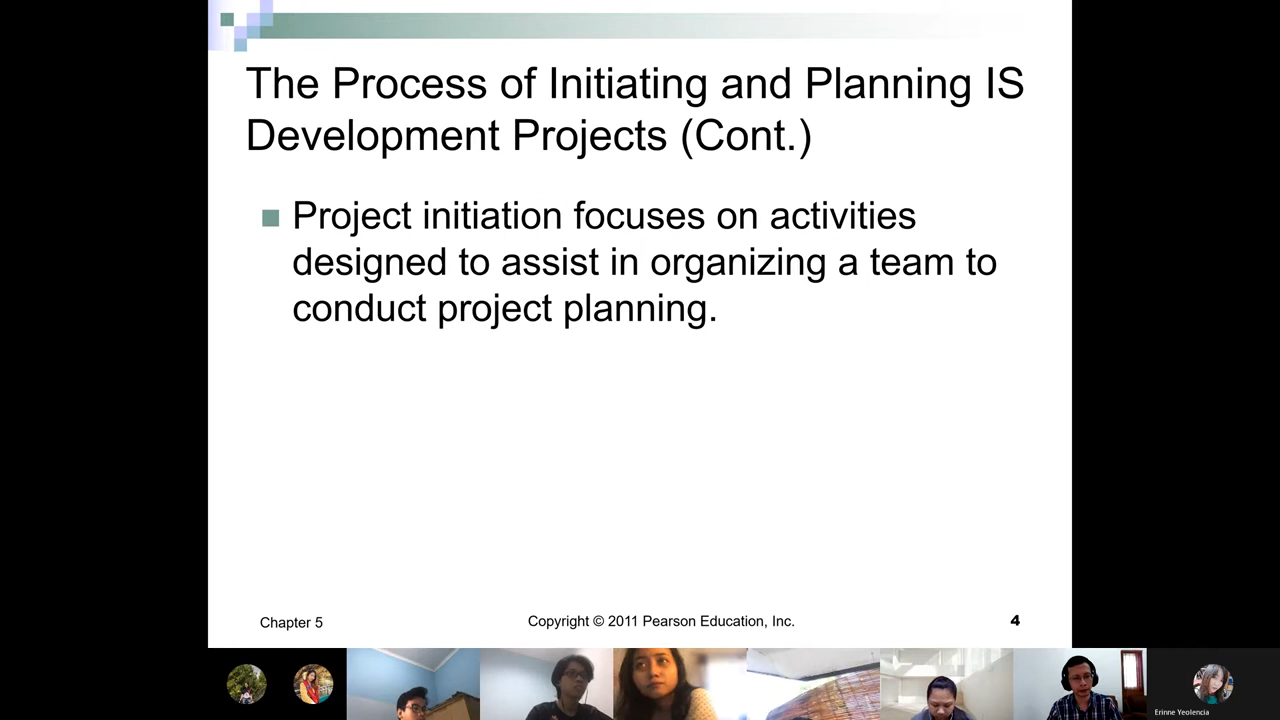 The Process of Initiating and Planning IS
Development Projects (Cont.)
Project initiation focuses on activities
designed to assist in organizing a team to
conduct project planning.
Chapter 5
Copyright © 2011 Pearson Education, Inc.
4
Erinne Yeolencia